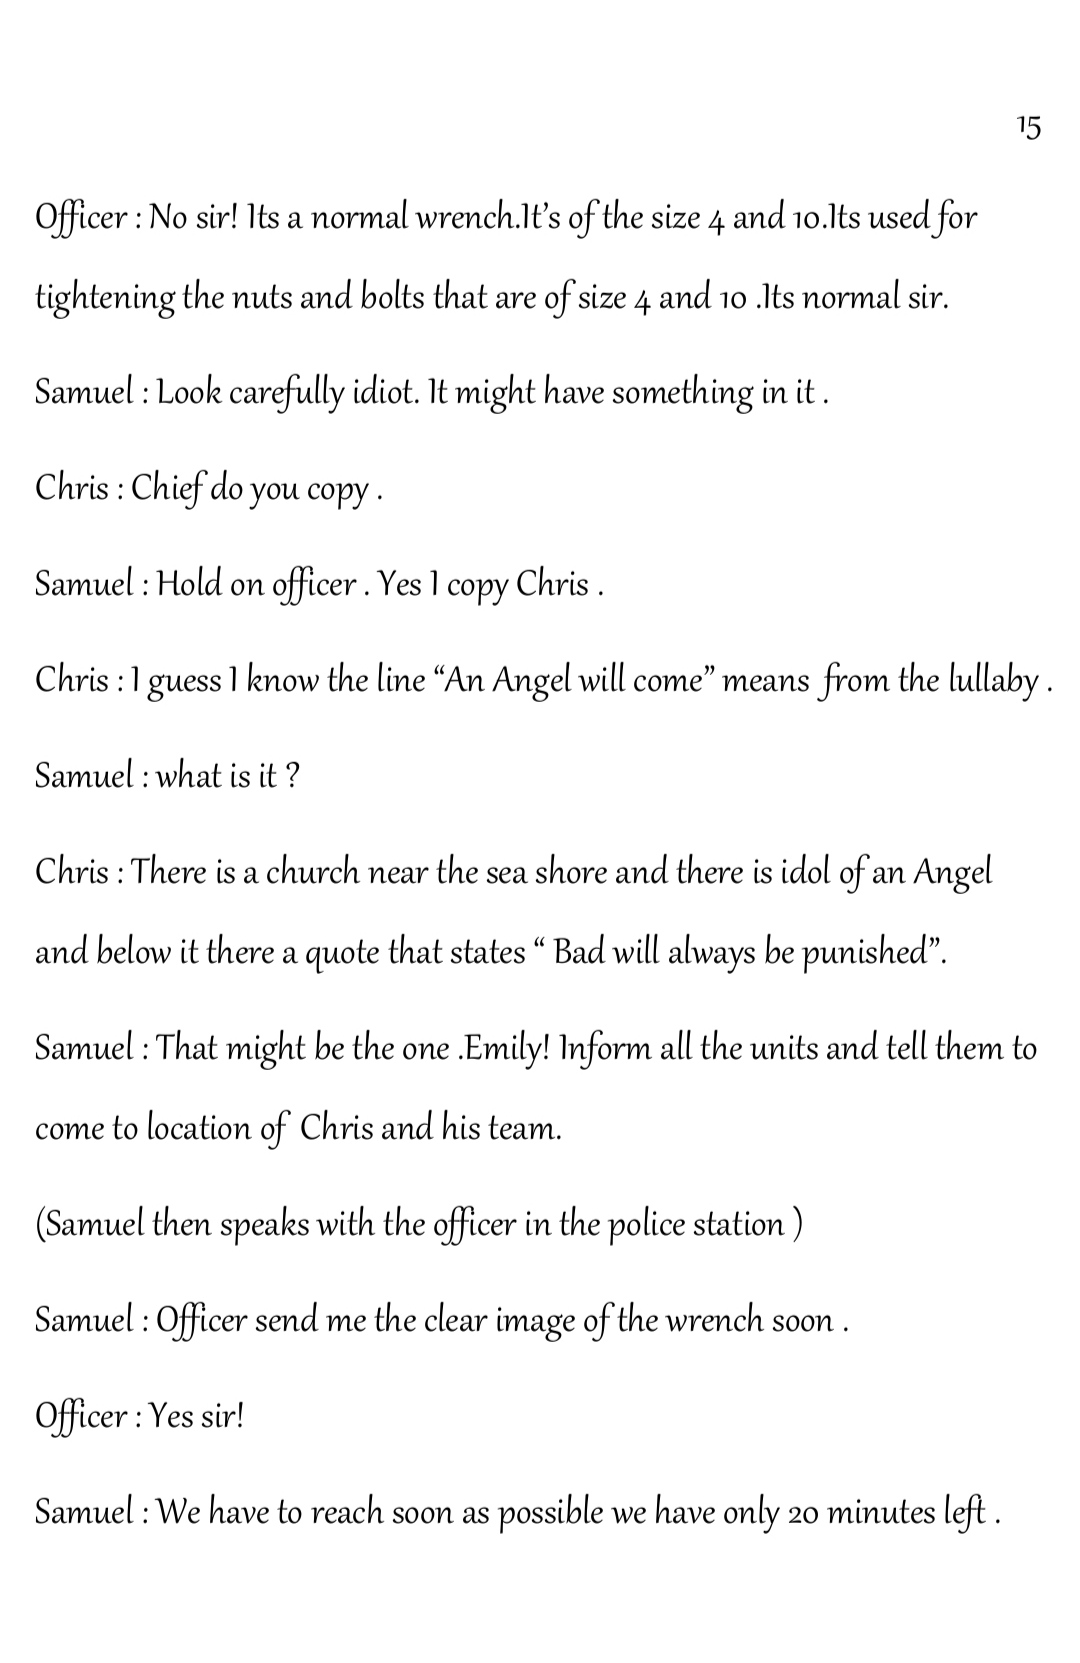 15
Officer : No sir! Its a normal wrench.It’s of the size 4 and 10.Its used for
tightening the nuts and bolts that are of size 4 and 10 .Its normal sir.
Samuel : Look carefully idiot. It might have something in it .
Chris : Chief do you copy .
Samuel : Hold on officer . Yes I copy Chris .
Chris : I guess I know the line “An Angel will come” means from the lullaby .
Samuel : what is it ?
Chris : There is a church near the sea shore and there is idol of an Angel
and below it there a quote that states “ Bad will always be punished”.
Samuel : That might be the one .Emily! Inform all the units and tell them to
come to location of Chris and his team.
(Samuel then speaks with the officer in the police station )
Samuel : Officer send me the clear image of the wrench soon .
Officer : Yes sir!
Samuel : We have to reach soon as possible we have only 20 minutes left .